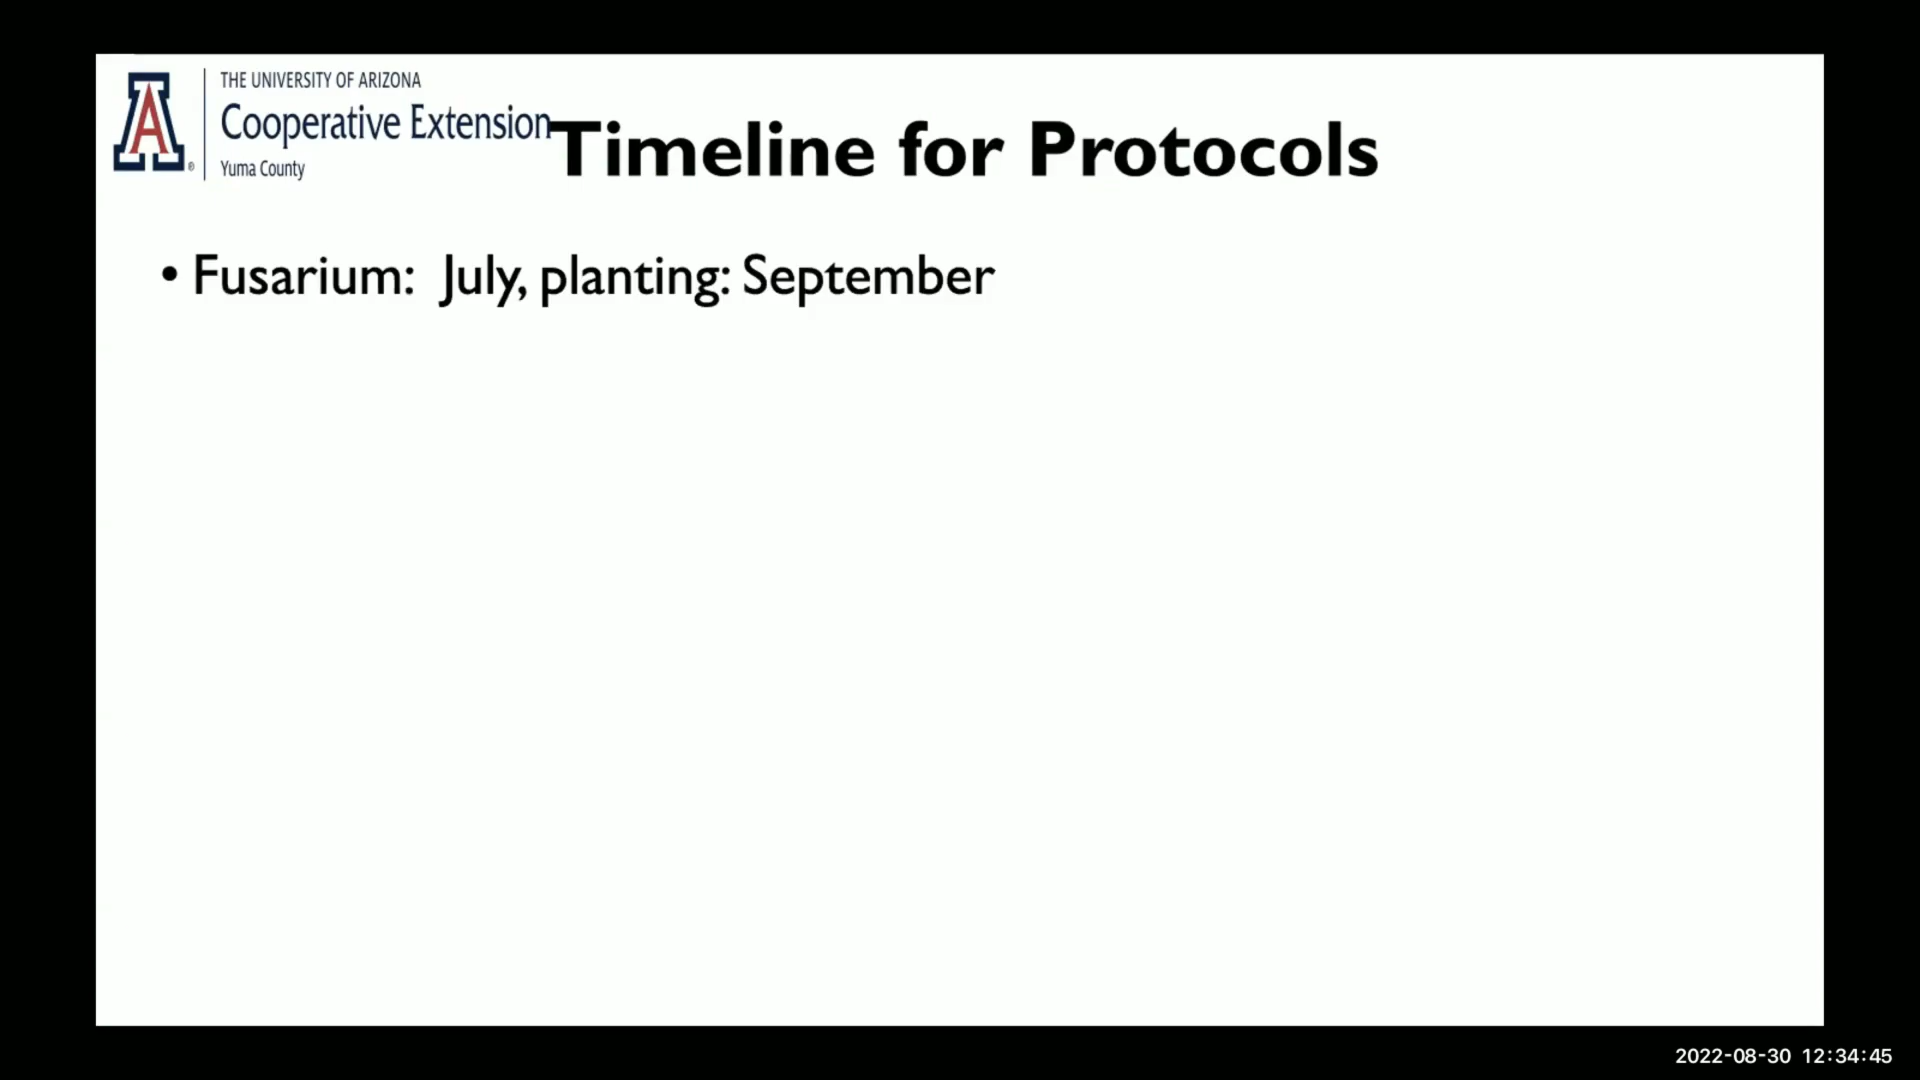 THE UNIVERSITY OF ARIZONA
Cooperative Extension
Yuma County
Timeline for Protocols
• Fusarium: July, planting: September
2022-08-30 12:34:45